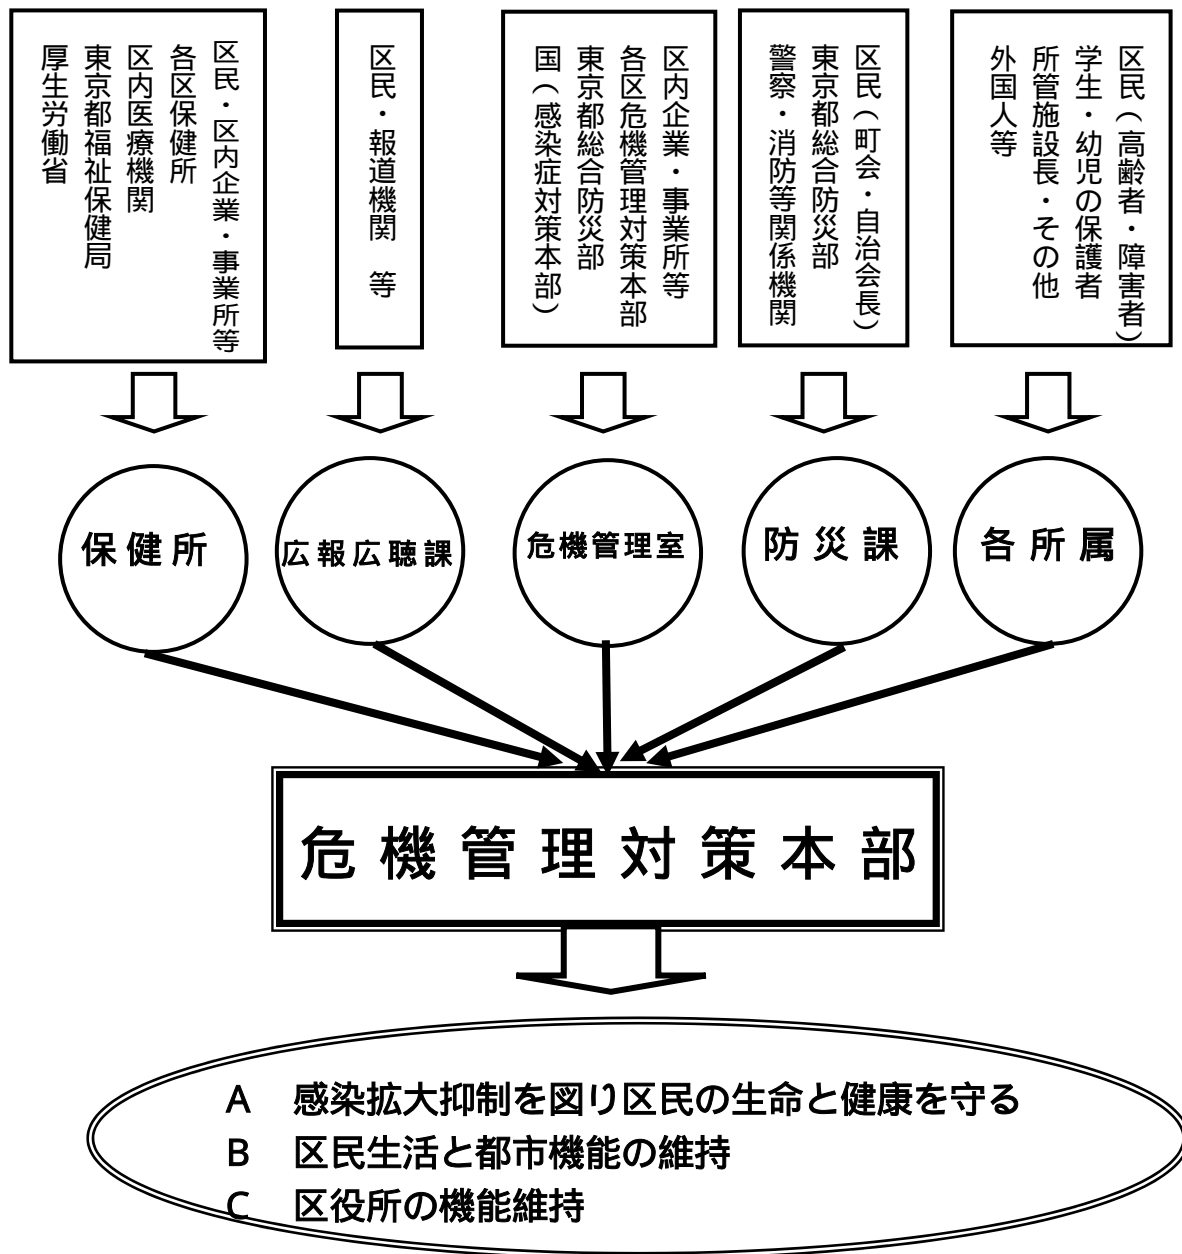 区民・区内企業・事業所等
各区保健所
区内医療機関
東京都福祉保健局
厚生労働省
区民・報道機関　等
区内企業・事業所等
各区危機管理対策本部
東京都総合防災部
国(感染症対策本部)
区民(町会・自治会長)
東京都総合防災部
警察・消防等関係機関
区民(高齢者・障害者)
学生・幼児の保護者
所管施設長・その他
外国人等
保健所
広報広聴課
危機管理室
防災課
各所属
危機管理対策本部
A　感染拡大抑制を図り区民の生命と健康を守る
B　区民生活と都市機能の維持
C　区役所の機能維持